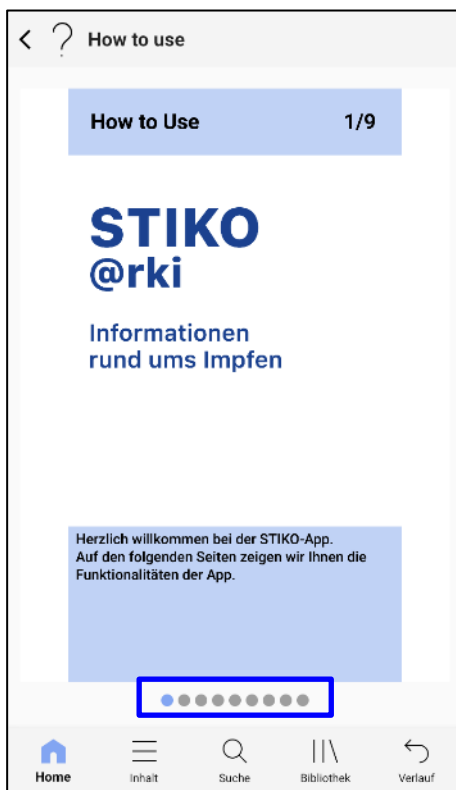 How to use
How to Use 1/9
STIKO
@rki
Informationen
rund ums Impfen
Herzlich willkommen bei der STIKO-App.
Auf den folgenden Seiten zeigen wir Ihnen die
Funktionalitäten der App.
Home Inhalt Suche Bibliothek Verlauf